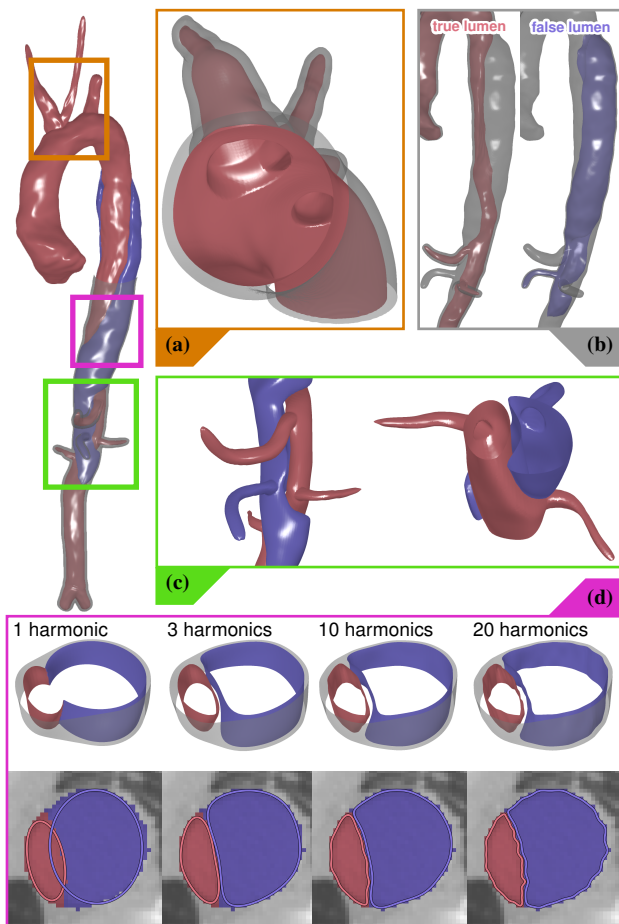 true lumen false lumen
(a)
(b)
(c)
(d)
1 harmonic 3 harmonics 10 harmonics 20 harmonics